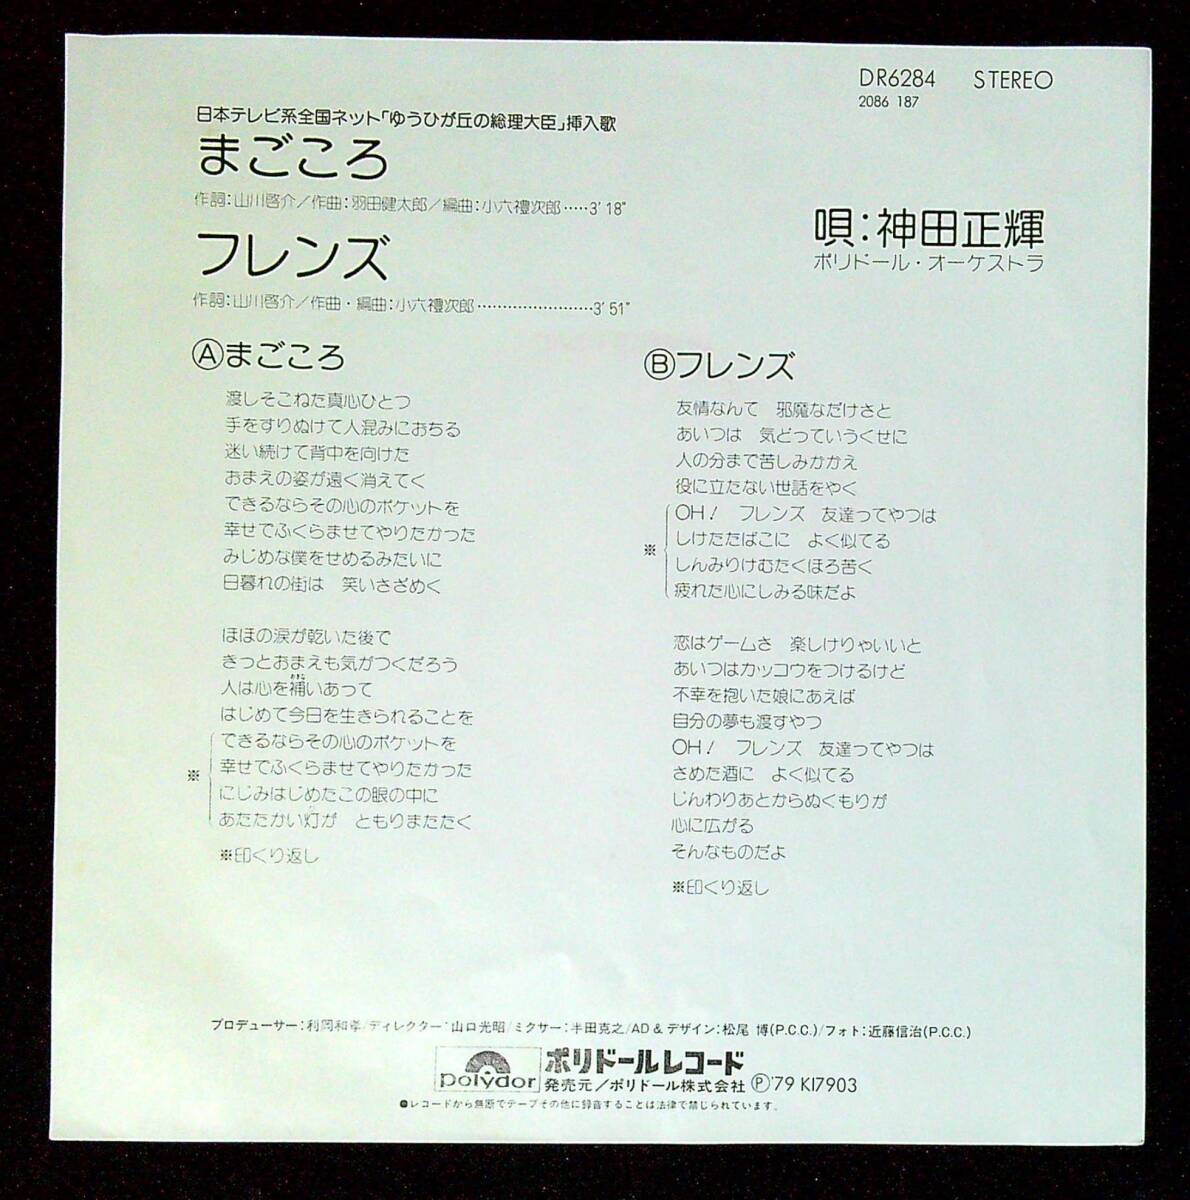 DR6284 STEREO
2086 187
日本テレビ系全国ネット「ゆうひが丘の総理大臣」挿入歌
まごころ
作詞：山川啓介／作曲：羽田健太郎／編曲：小六禮次郎‥‥‥3′18″
フレンズ
作詞：山川啓介／作曲・編曲：小六禮次郎‥‥‥‥‥‥‥‥3′51″
唄：神田正輝
ポリドール・オーケストラ
Ⓐまごころ
渡しそこねた真心ひとつ
手をすりぬけて人混みにおちる
迷い続けて背中を向けた
おまえの姿が遠く消えてく
できるならその心のポケットを
幸せでふくらませてやりたかった
みじめな僕をせめるみたいに
日暮れの街は　笑いさざめく
ほほの涙が乾いた後で
きっとおまえも気がつくだろう
人は心を補いあって
はじめて今日を生きられることを
※できるならその心のポケットを
幸せでふくらませてやりたかった
にじみはじめたこの眼の中に
あたたかい灯が　ともりまたたく
※印くり返し
Ⓑフレンズ
友情なんて　邪魔なだけさと
あいつは　気どっていうくせに
人の分まで苦しみかかえ
役に立たない世話をやく
※OH！　フレンズ　友達ってやつは
しけたたばこに　よく似てる
しんみりけむたくほろ苦く
疲れた心にしみる味だよ
恋はゲームさ　楽しけりゃいいと
あいつはカッコウをつけるけど
不幸を抱いた娘にあえば
自分の夢も渡すやつ
OH！　フレンズ　友達ってやつは
さめた酒に　よく似てる
じんわりあとからぬくもりが
心に広がる
そんなものだよ
※印くり返し
プロデューサー：利岡和孝/ディレクター：山口光昭/ミクサー：半田克之/AD＆デザイン：松尾 博(P.C.C.)/フォト：近藤信治(P.C.C.)
polydor ポリドールレコード
発売元／ポリドール株式会社 Ⓟ'79 KI7903
●レコードから無断でテープその他に録音することは法律で禁じられています。